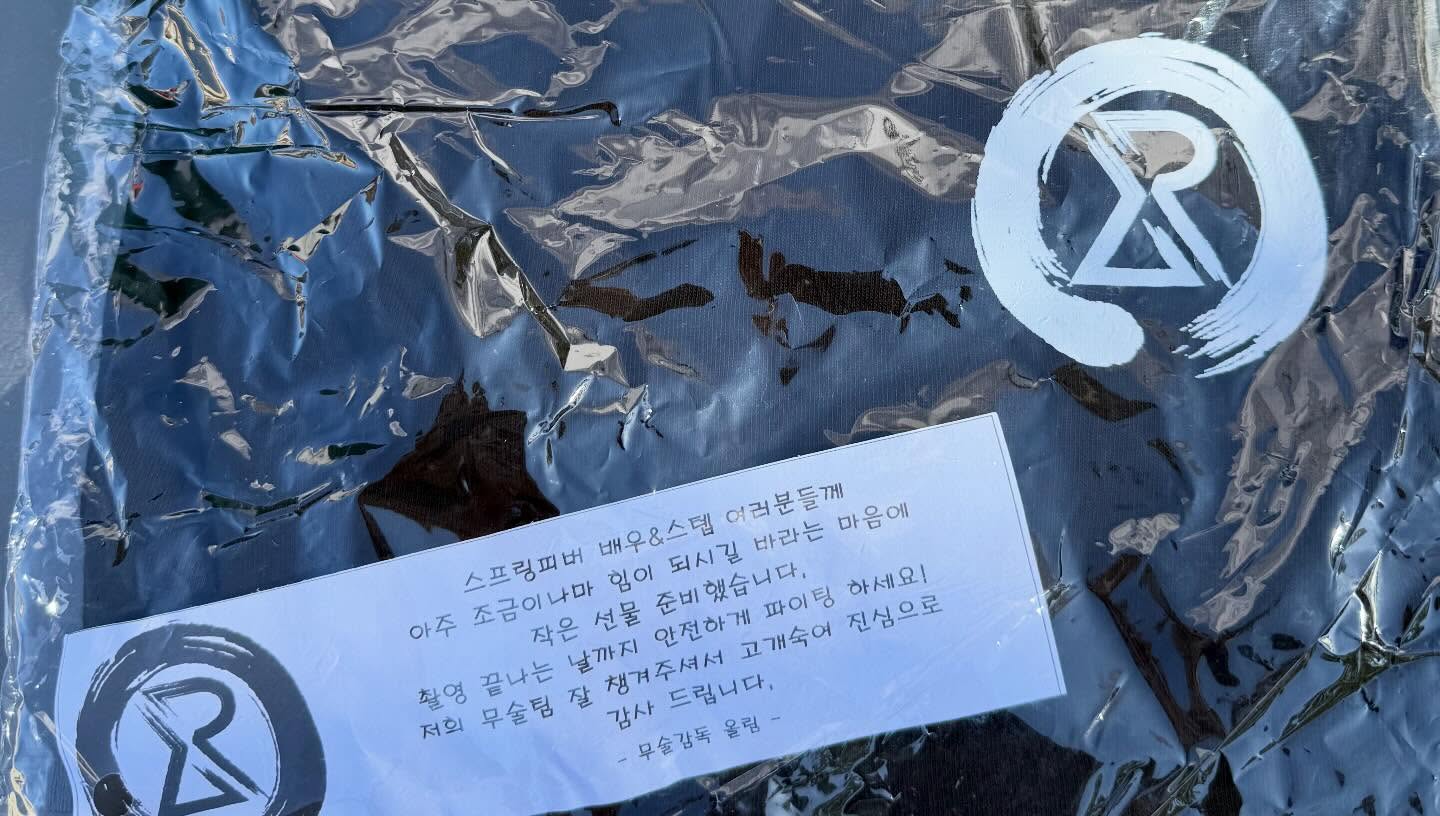 스프링피버 배우&스텝 여러분들께
아주 조금이나마 힘이 되시길 바라는 마음에
작은 선물 준비했습니다.
촬영 끝나는 날까지 안전하게 파이팅 하세요!
저희 무술팀 잘 챙겨주셔서 고개숙여 진심으로
감사 드립니다.
- 무술감독 올림 -